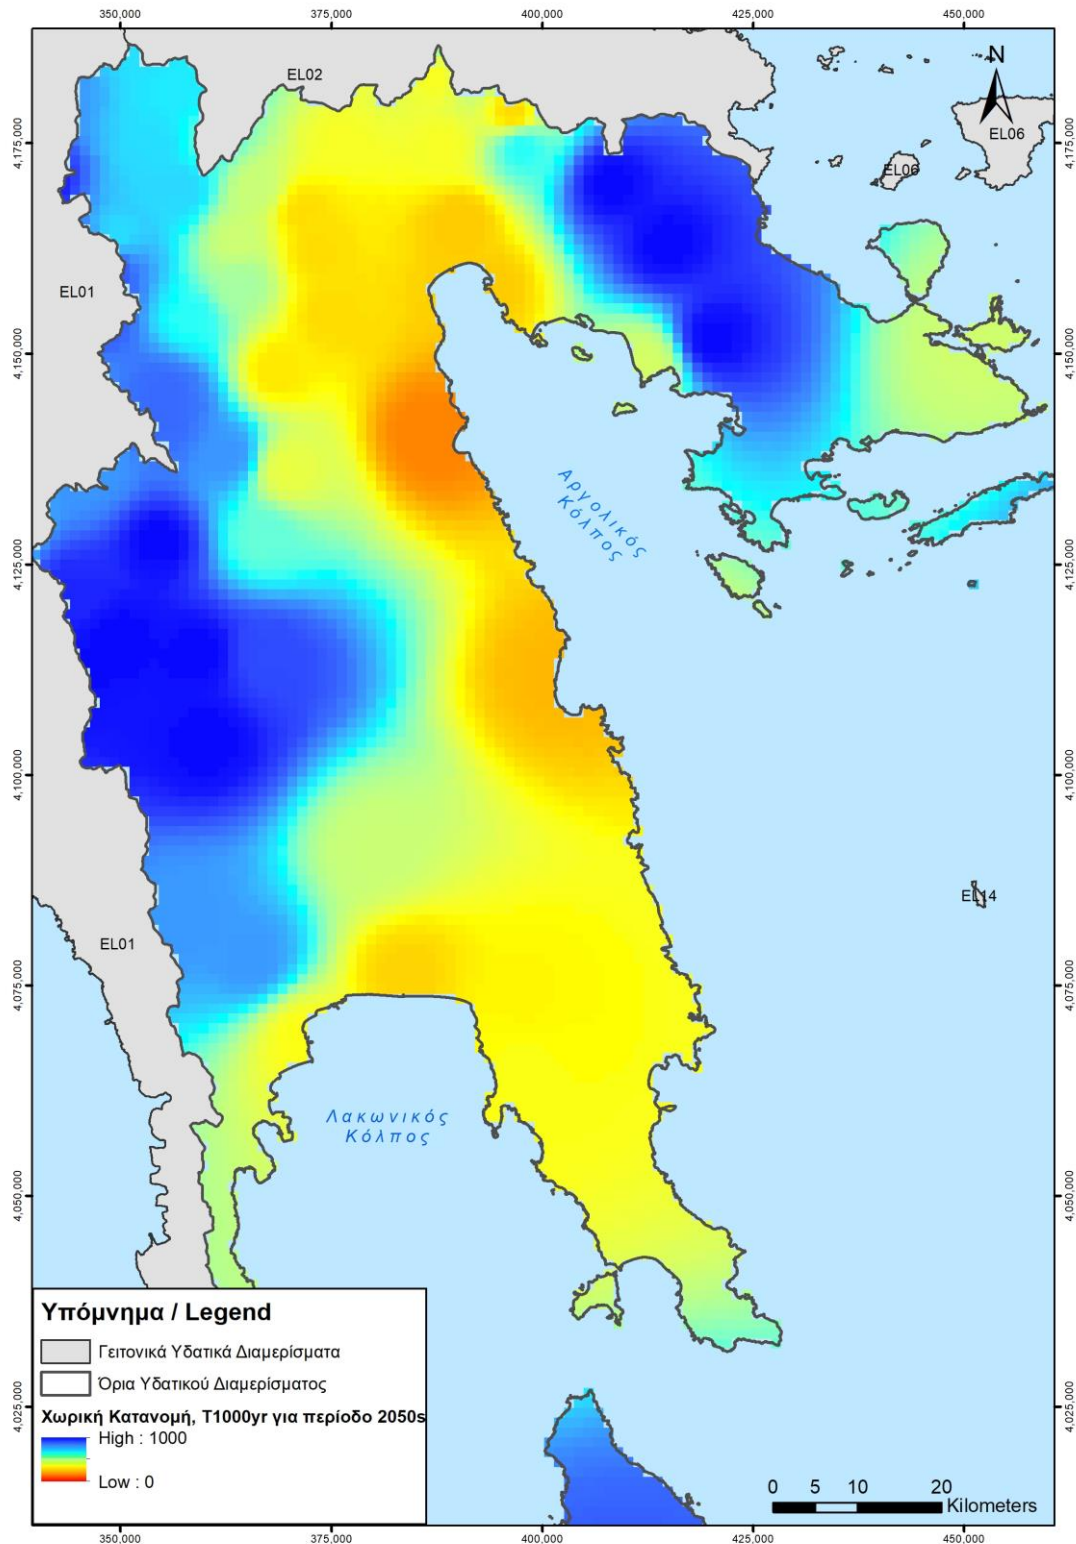 350,000
375,000
400,000
425,000
450,000
N
EL02
EL06
EL06
4,175,000
4,175,000
EL01
4,150,000
4,150,000
Αργολικός
Κόλπος
4,125,000
4,125,000
4,100,000
4,100,000
EL14
EL01
4,075,000
4,075,000
Λακωνικός
Κόλπος
4,050,000
4,050,000
Υπόμνημα / Legend
Γειτονικά Υδατικά Διαμερίσματα
Όρια Υδατικού Διαμερίσματος
Χωρική Κατανομή, T1000yr για περίοδο 2050s
High : 1000
Low : 0
4,025,000
4,025,000
0 5 10 20
Kilometers
350,000
375,000
400,000
425,000
450,000